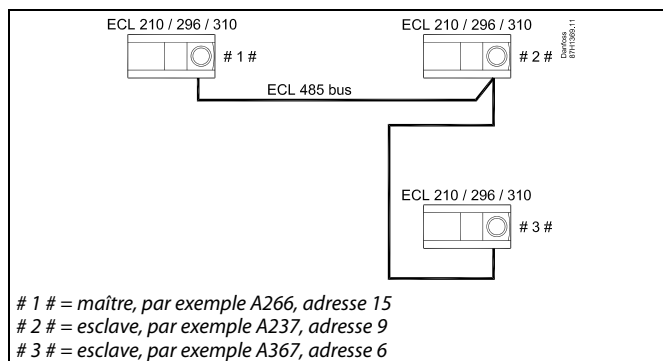 ECL 210 / 296 / 310
# 1 #
ECL 210 / 296 / 310
# 2 #
Danfoss
87H1369.11
ECL 485 bus
ECL 210 / 296 / 310
# 3 #
# 1 # = maître, par exemple A266, adresse 15
# 2 # = esclave, par exemple A237, adresse 9
# 3 # = esclave, par exemple A367, adresse 6